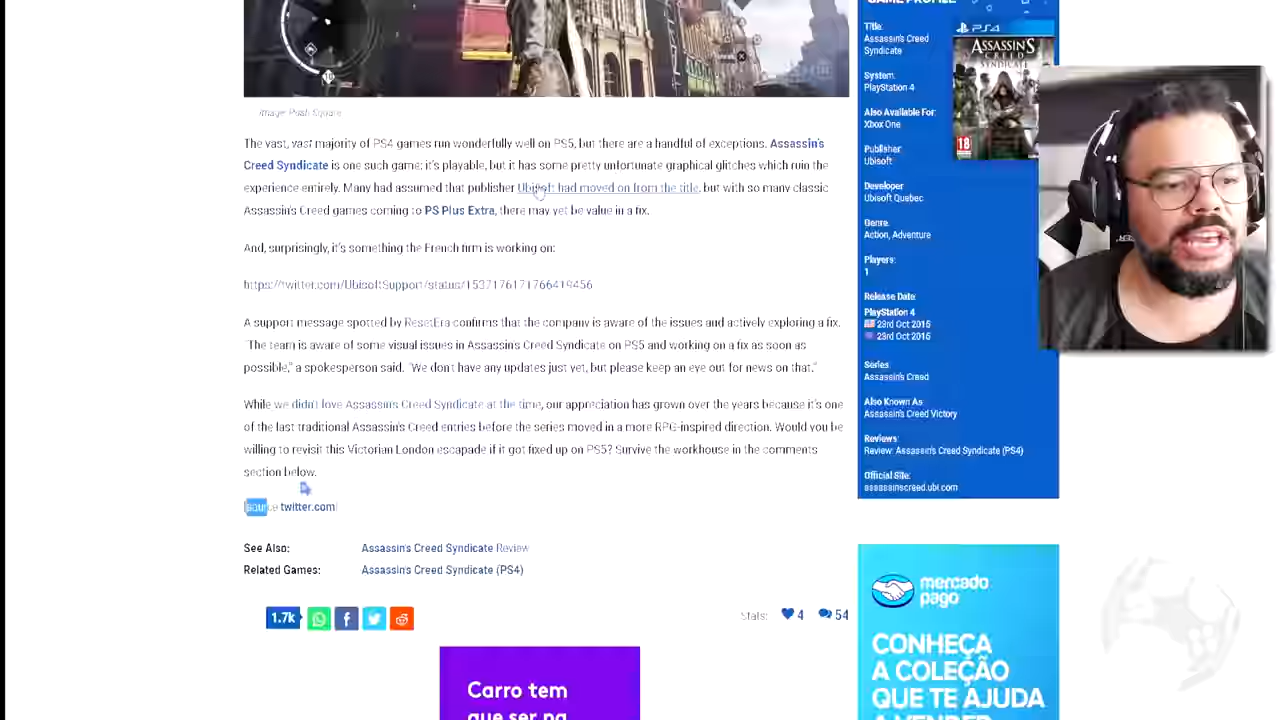 Image: Push Square
The vast, vast majority of PS4 games run wonderfully well on PS5, but there are a handful of exceptions. Assassin's
Creed Syndicate is one such game: it's playable, but it has some pretty unfortunate graphical glitches which ruin the
experience entirely. Many had assumed that publisher Ubisoft had moved on from the title, but with so many classic
Assassin's Creed games coming to PS Plus Extra, there may yet be value in a fix.
And, surprisingly, it's something the French firm is working on:
https://twitter.com/UbisoftSupport/status/1537176171766419456
A support message spotted by ResetEra confirms that the company is aware of the issues and actively exploring a fix.
"The team is aware of some visual issues in Assassin's Creed Syndicate on PS5 and working on a fix as soon as
possible," a spokesperson said. "We don't have any updates just yet, but please keep an eye out for news on that."
While we didn't love Assassin's Creed Syndicate at the time, our appreciation has grown over the years because it's one
of the last traditional Assassin's Creed entries before the series moved in a more RPG-inspired direction. Would you be
willing to revisit this Victorian London escapade if it got fixed up on PS5? Survive the workhouse in the comments
section below.
[source twitter.com]
See Also: Assassin's Creed Syndicate Review
Related Games: Assassin's Creed Syndicate (PS4)
1.7k
Stats: 4 54
Carro tem
que ser na
GAME PROFILE
Title:
Assassin's Creed
Syndicate
System:
PlayStation 4
Also Available For:
Xbox One
Publisher
Ubisoft
Developer
Ubisoft Quebec
Genre:
Action, Adventure
Players:
1
Release Date:
PlayStation 4
23rd Oct 2015
23rd Oct 2015
Series:
Assassin's Creed
Also Known As
Assassin's Creed Victory
Reviews:
Review: Assassin's Creed Syndicate (PS4)
Official Site:
assassinscreed.ubi.com
PS4
ASSASSIN'S
CREED
SYNDICATE
18
mercado
pago
CONHEÇA
A COLEÇÃO
QUE TE AJUDA
A VENDER